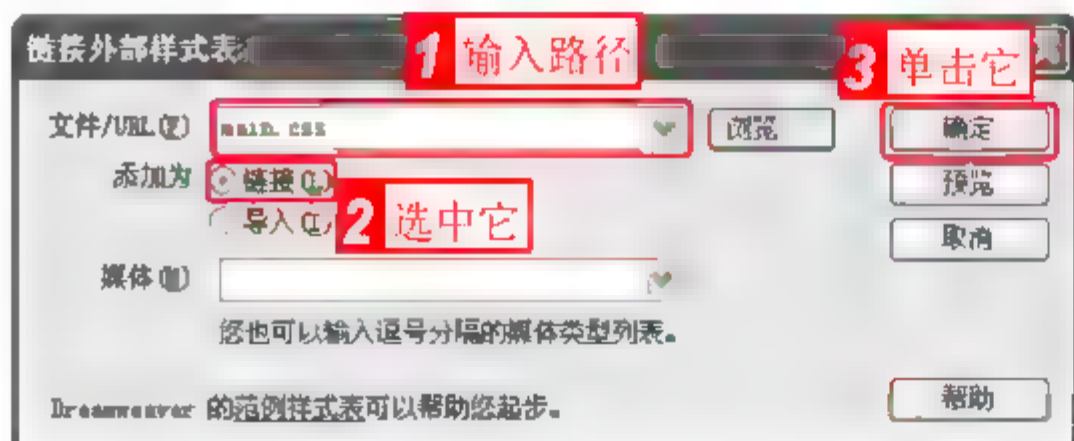 链接外部样式表
1 输入路径
3 单击它
文件/URL(F) main.css 浏览 确定
添加为 链接(L) 预览
导入(I) 2 选中它 取消
媒体(M)
您也可以输入逗号分隔的媒体类型列表。
Dreamweaver 的范例样式表可以帮助您起步。 帮助